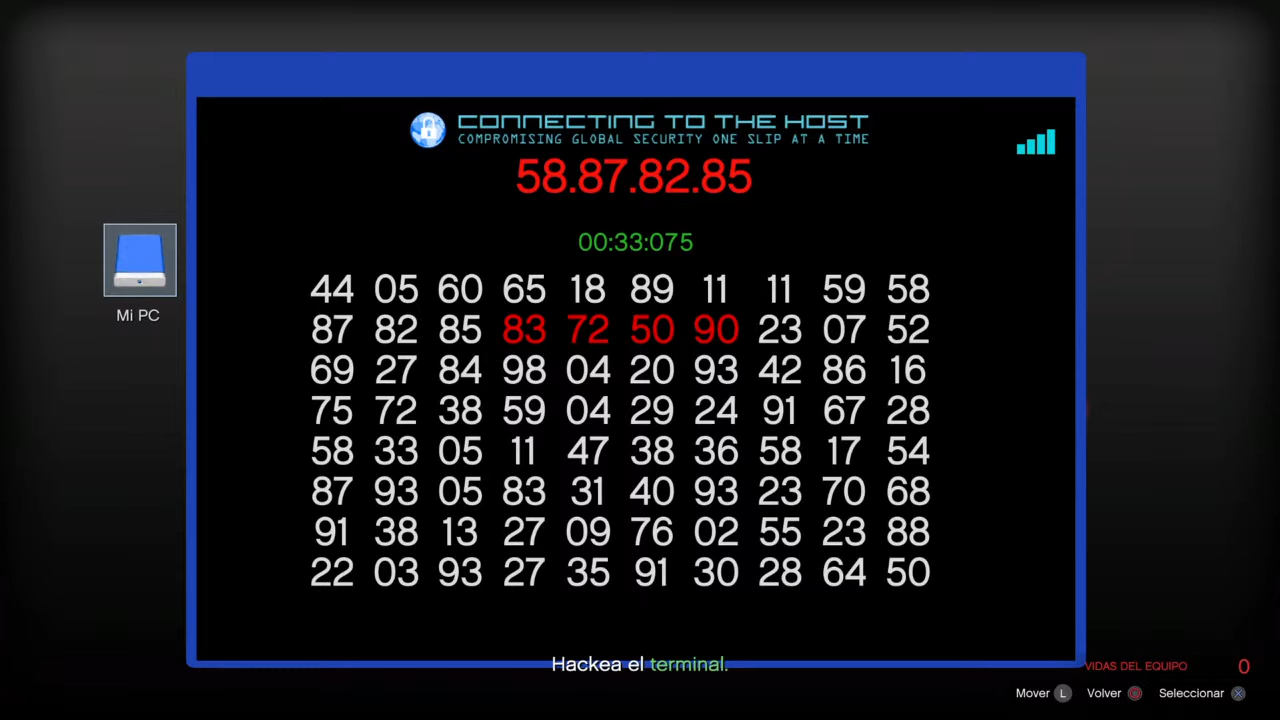 CONNECTING TO THE HOST
COMPROMISING GLOBAL SECURITY ONE SLIP AT A TIME
58.87.82.85
00:33:075
44 05 60 65 18 89 11 11 59 58
87 82 85 83 72 50 90 23 07 52
69 27 84 98 04 20 93 42 86 16
75 72 38 59 04 29 24 91 67 28
58 33 05 11 47 38 36 58 17 54
87 93 05 83 31 40 93 23 70 68
91 38 13 27 09 76 02 55 23 88
22 03 93 27 35 91 30 28 64 50
Mi PC
Hackea el terminal.
VIDAS DEL EQUIPO 0
Mover L Volver Seleccionar